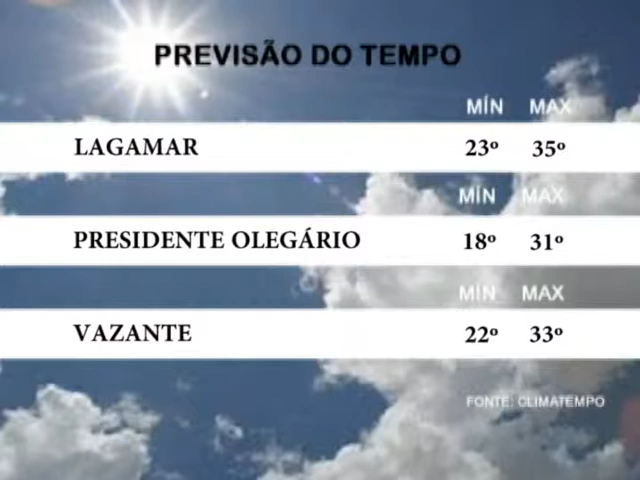 PREVISÃO DO TEMPO
MÍN MAX
LAGAMAR 23º 35º
MÍN MAX
PRESIDENTE OLEGÁRIO 18º 31º
MÍN MAX
VAZANTE 22º 33º
FONTE: CLIMATEMPO